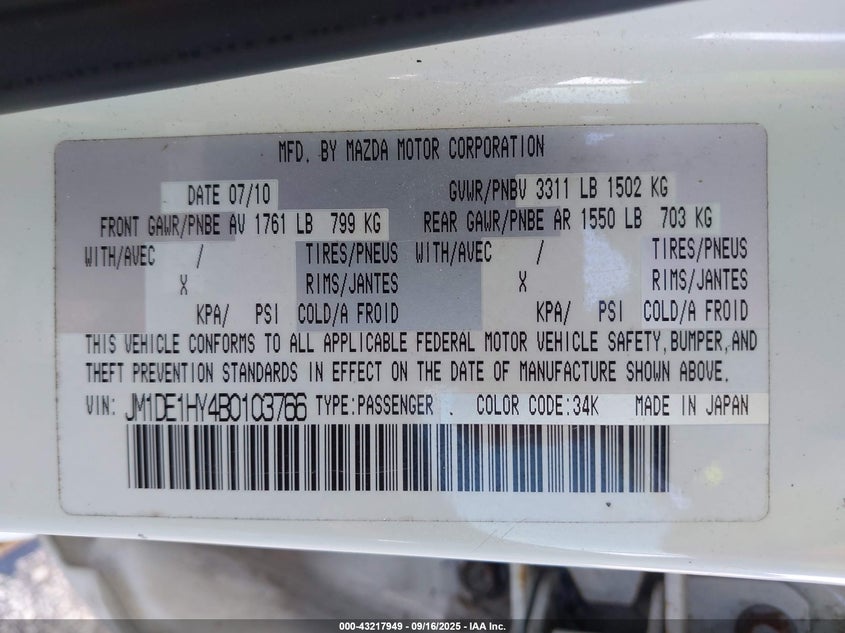 MFD. BY MAZDA MOTOR CORPORATION
DATE 07/10 GVWR/PNBV 3311 LB 1502 KG
FRONT GAWR/PNBE AV 1761 LB 799 KG REAR GAWR/PNBE AR 1550 LB 703 KG
WITH/AVEC / TIRES/PNEUS WITH/AVEC / TIRES/PNEUS
X RIMS/JANTES X RIMS/JANTES
KPA/ PSI COLD/A FROID KPA/ PSI COLD/A FROID
THIS VEHICLE CONFORMS TO ALL APPLICABLE FEDERAL MOTOR VEHICLE SAFETY, BUMPER, AND
THEFT PREVENTION STANDARDS IN EFFECT ON THE DATE OF MANUFACTURE SHOWN ABOVE.
VIN: JM1DE1HY4B0103766 TYPE:PASSENGER . COLOR CODE:34K MADE IN JAPAN
000-43217949 - 09/16/2025 - IAA Inc.